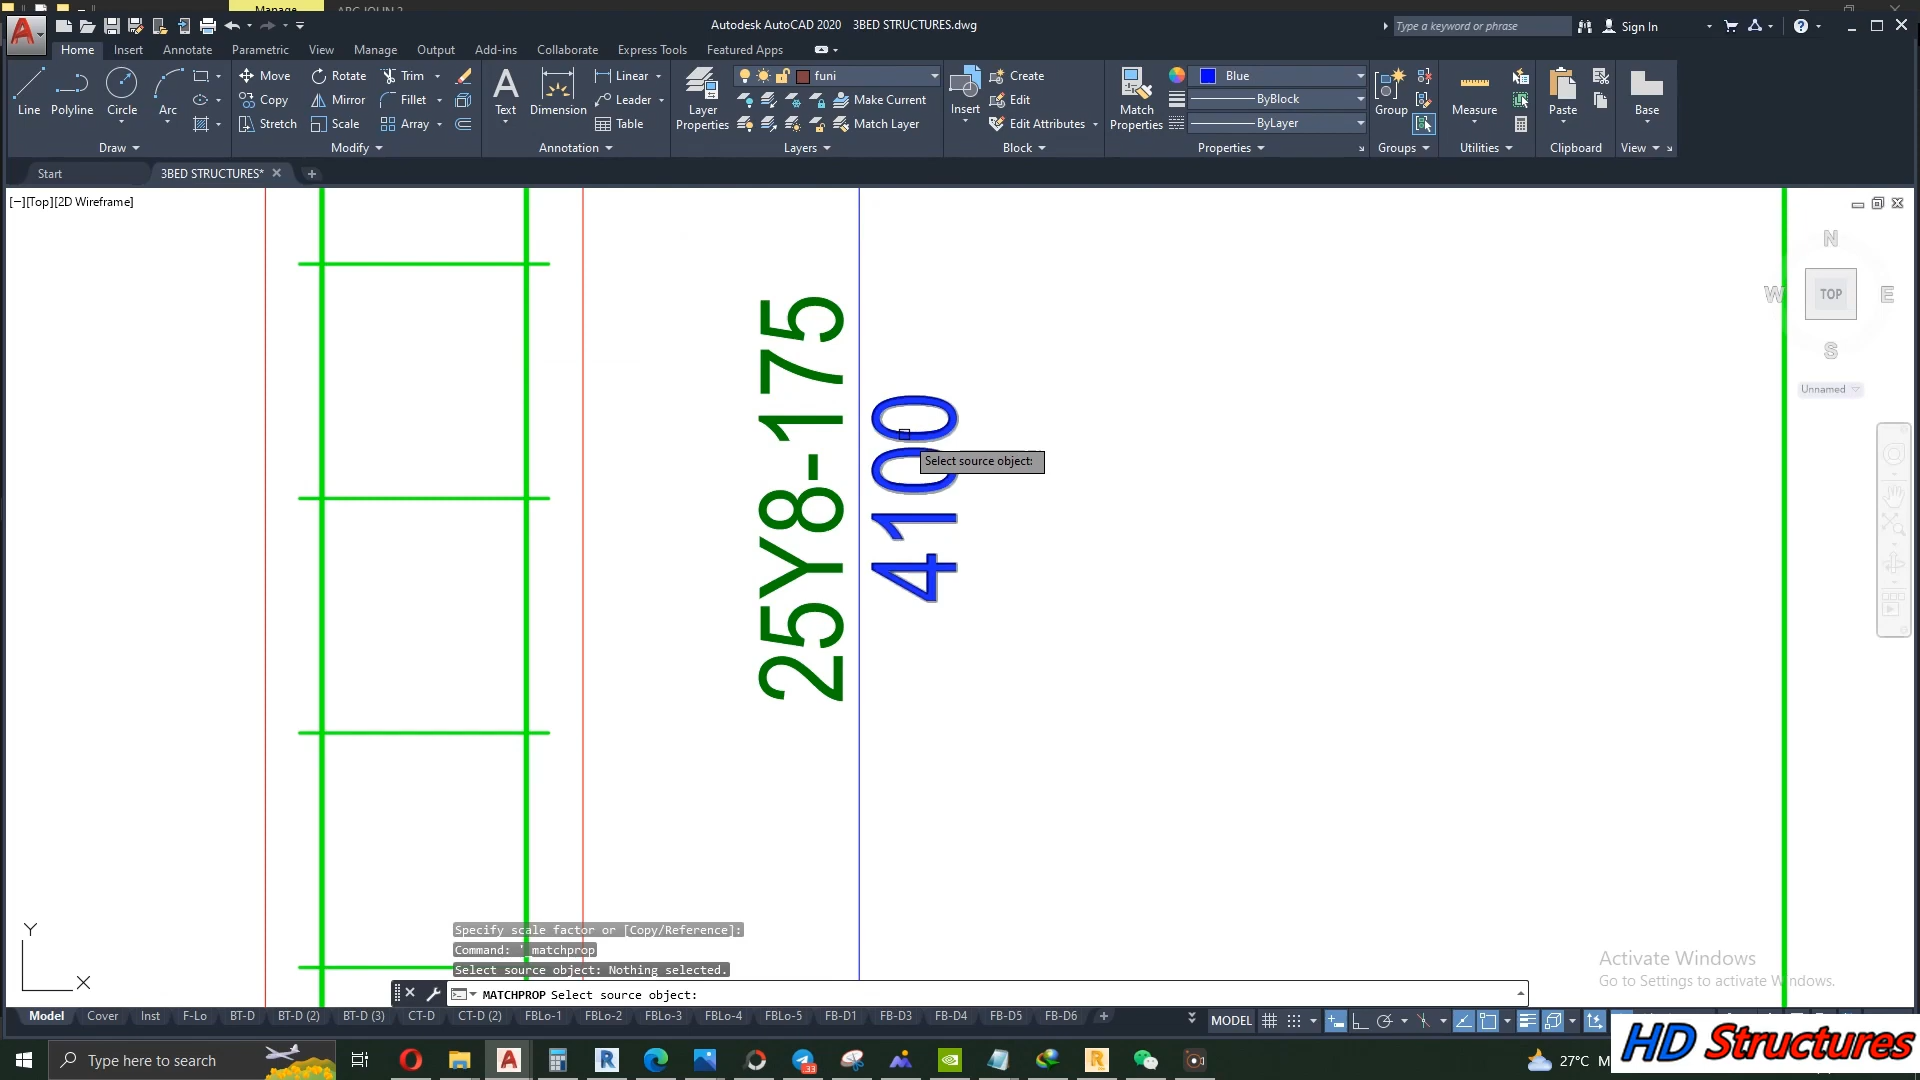 Manage
Autodesk AutoCAD 2020 3BED STRUCTURES.dwg
Type a keyword or phrase
Sign In
Home Insert Annotate Parametric View Manage Output Add-ins Collaborate Express Tools Featured Apps
Line Polyline Circle Arc
Move Rotate Trim
Copy Mirror Fillet
Stretch Scale Array
Text Dimension
Linear
Leader
Table
Layer Properties
funi
Make Current
Match Layer
Insert
Create
Edit
Edit Attributes
Match Properties
Blue
ByBlock
ByLayer
Group
Measure
Paste
Base
Draw Modify Annotation Layers Block Properties Groups Utilities Clipboard View
Start 3BED STRUCTURES*
[−][Top][2D Wireframe]
N
W TOP E
S
Unnamed
25Y8-175
4100
Select source object:
Y
X
Specify scale factor or [Copy/Reference]:
Command: '_matchprop
Select source object: Nothing selected.
MATCHPROP Select source object:
Activate Windows
Go to Settings to activate Windows.
Model Cover Inst F-Lo BT-D BT-D (2) BT-D (3) CT-D CT-D (2) FBLo-1 FBLo-2 FBLo-3 FBLo-4 FBLo-5 FB-D1 FB-D3 FB-D4 FB-D5 FB-D6
MODEL
Type here to search
33
27°C
HD Structures